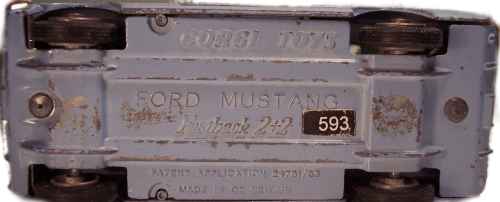 CORGI TOYS
FORD MUSTANG
Fastback 2+2
593
PATENT APPLICATION
MADE IN GT. BRITAIN